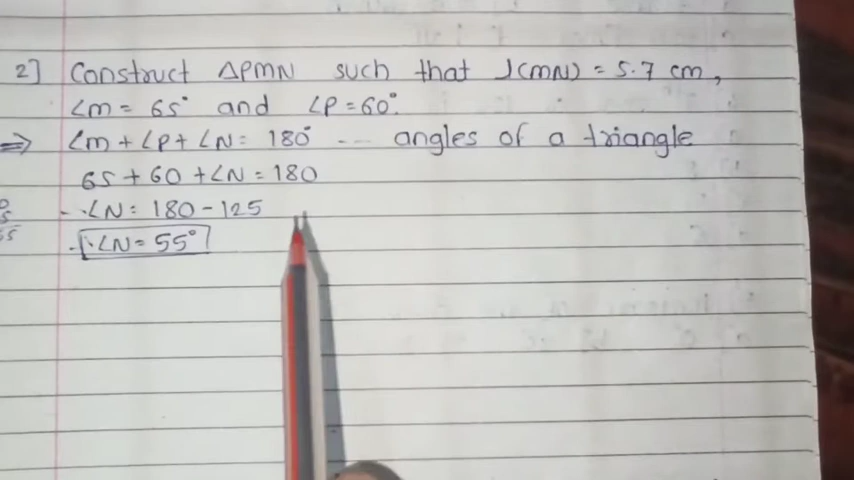 2] Construct ΔPMN such that l(MN) = 5.7 cm,
∠m = 65° and ∠P = 60°.
⇒ ∠m + ∠P + ∠N = 180° --- angles of a triangle
65 + 60 + ∠N = 180
∴ ∠N = 180 - 125
∴ ∠N = 55°